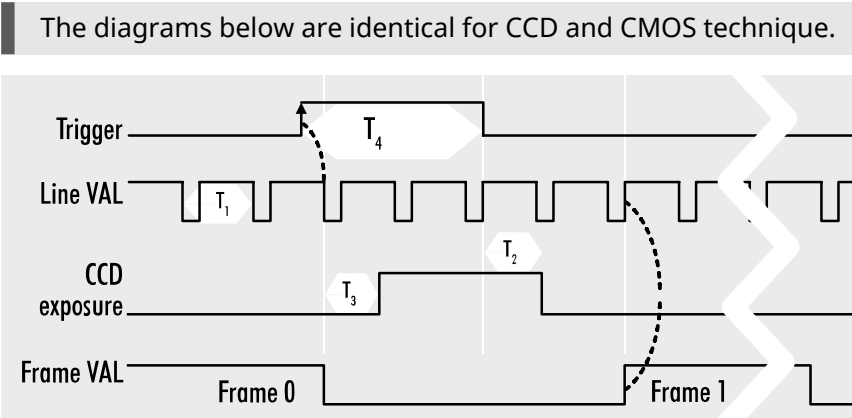 The diagrams below are identical for CCD and CMOS technique.
Trigger
T4
Line VAL
T1
T2
CCD
exposure
T3
Frame VAL
Frame 0
Frame 1